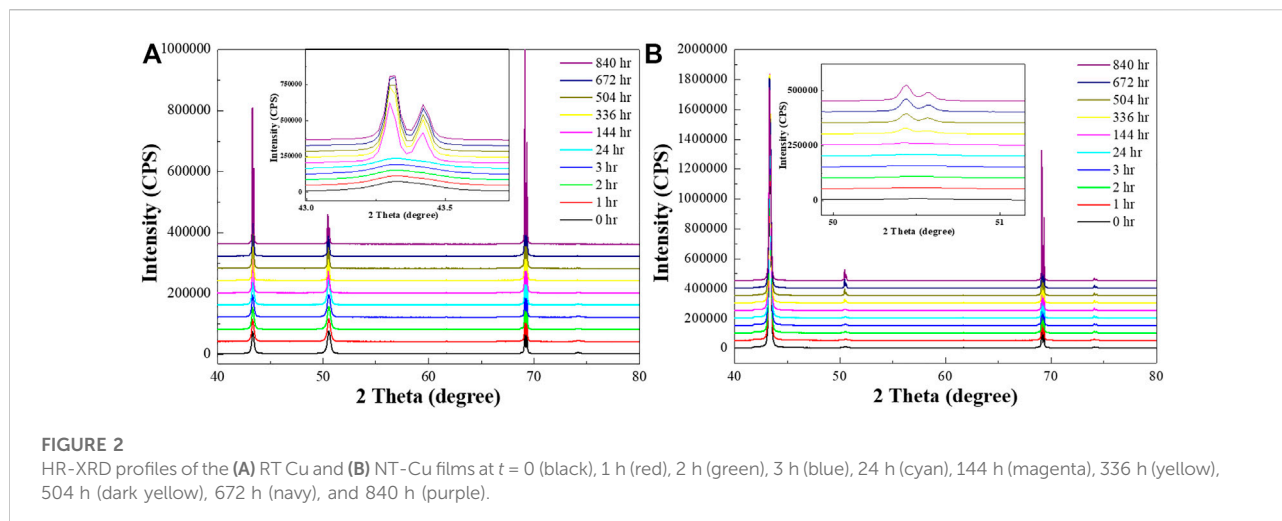 A
1000000
800000
600000
400000
200000
0
Intensity (CPS)
40
50
60
70
80
2 Theta (degree)
840 hr
672 hr
504 hr
336 hr
144 hr
24 hr
3 hr
2 hr
1 hr
0 hr
750000
500000
250000
0
Intensity (CPS)
43.0
43.5
2 Theta (degree)
B
2000000
1800000
1600000
1400000
1200000
1000000
800000
600000
400000
200000
0
Intensity (CPS)
40
50
60
70
80
2 Theta (degree)
840 hr
672 hr
504 hr
336 hr
144 hr
24 hr
3 hr
2 hr
1 hr
0 hr
500000
250000
0
Intensity (CPS)
50
51
2 Theta (degree)
FIGURE 2
HR-XRD profiles of the (A) RT Cu and (B) NT-Cu films at t = 0 (black), 1 h (red), 2 h (green), 3 h (blue), 24 h (cyan), 144 h (magenta), 336 h (yellow),
504 h (dark yellow), 672 h (navy), and 840 h (purple).